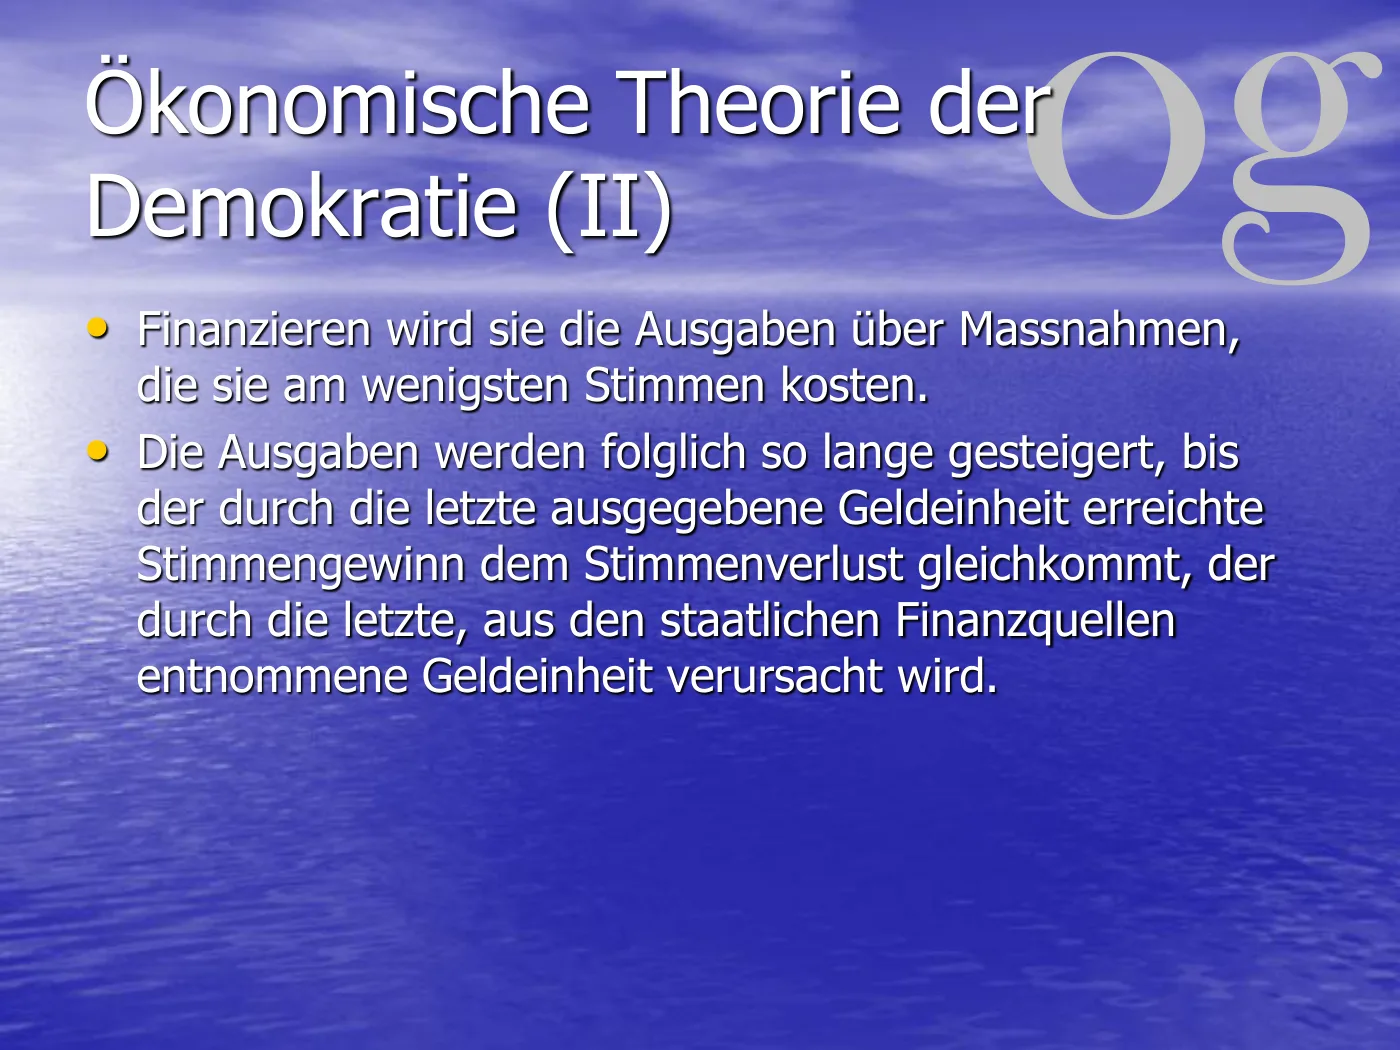 Ökonomische Theorie der
Demokratie (II)
og
• Finanzieren wird sie die Ausgaben über Massnahmen,
die sie am wenigsten Stimmen kosten.
• Die Ausgaben werden folglich so lange gesteigert, bis
der durch die letzte ausgegebene Geldeinheit erreichte
Stimmengewinn dem Stimmenverlust gleichkommt, der
durch die letzte, aus den staatlichen Finanzquellen
entnommene Geldeinheit verursacht wird.